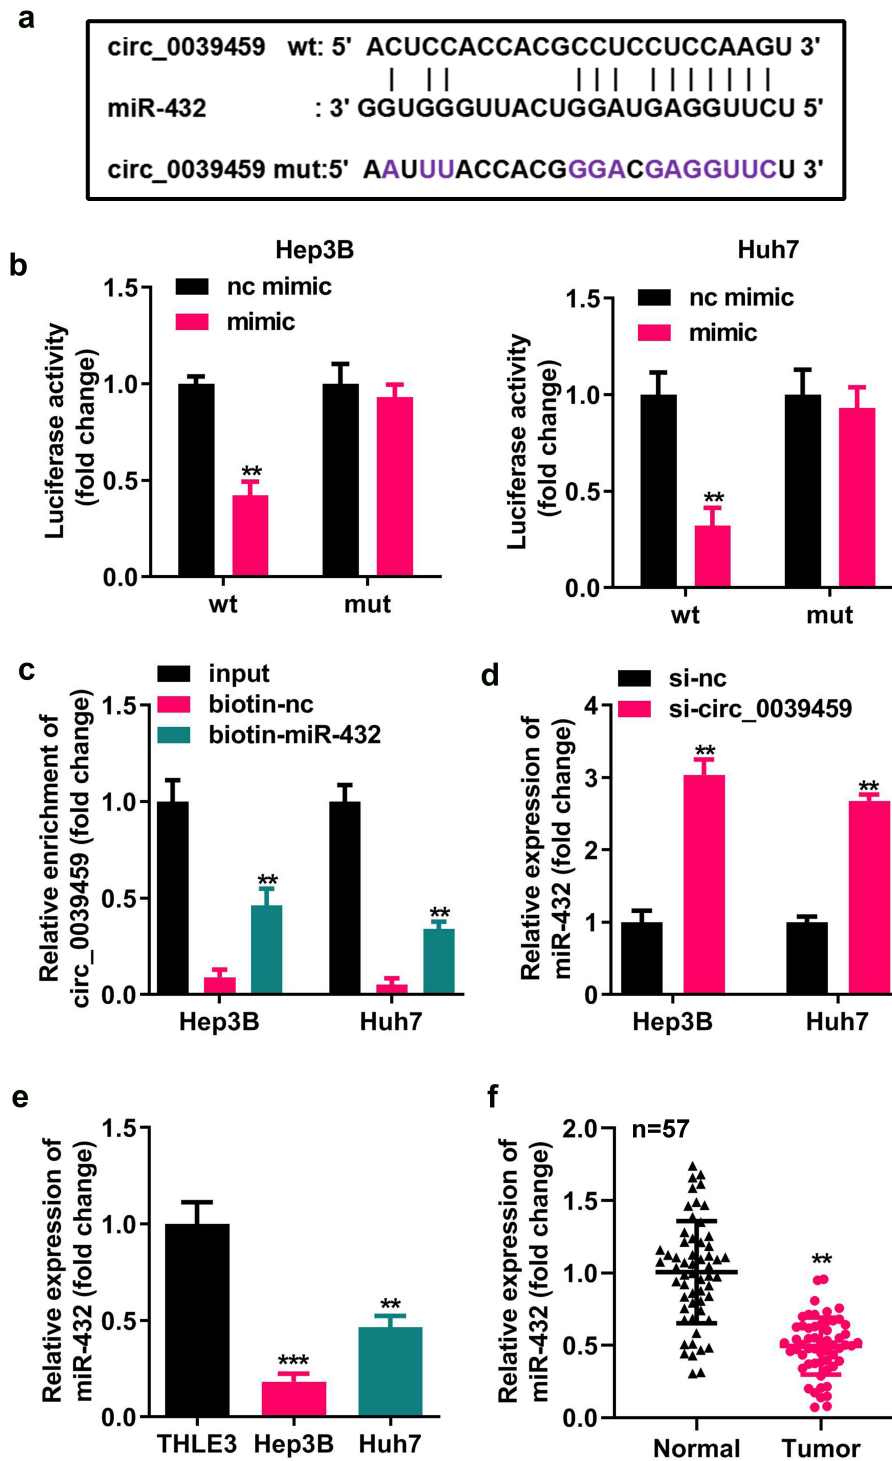 a
circ_0039459 wt: 5' ACUCCACCACGCCUCCUCCAAGU 3'
miR-432 : 3' GGUGGGUUACUGGAUGAGGUUCU 5'
circ_0039459 mut:5' AAUUUACCACGGGACGAGGUUCU 3'
b
Hep3B
nc mimic
mimic
Luciferase activity
(fold change)
1.5
1.0
0.5
0.0
**
wt mut
Huh7
nc mimic
mimic
Luciferase activity
(fold change)
1.5
1.0
0.5
0.0
**
wt mut
c
input
biotin-nc
biotin-miR-432
Relative enrichment of
circ_0039459 (fold change)
1.5
1.0
0.5
0.0
** **
Hep3B Huh7
d
si-nc
si-circ_0039459
Relative expression of
miR-432 (fold change)
4
3
2
1
0
** **
Hep3B Huh7
e
Relative expression of
miR-432 (fold change)
1.5
1.0
0.5
0.0
*** **
THLE3 Hep3B Huh7
f
n=57
Relative expression of
miR-432 (fold change)
2.0
1.5
1.0
0.5
0.0
**
Normal Tumor